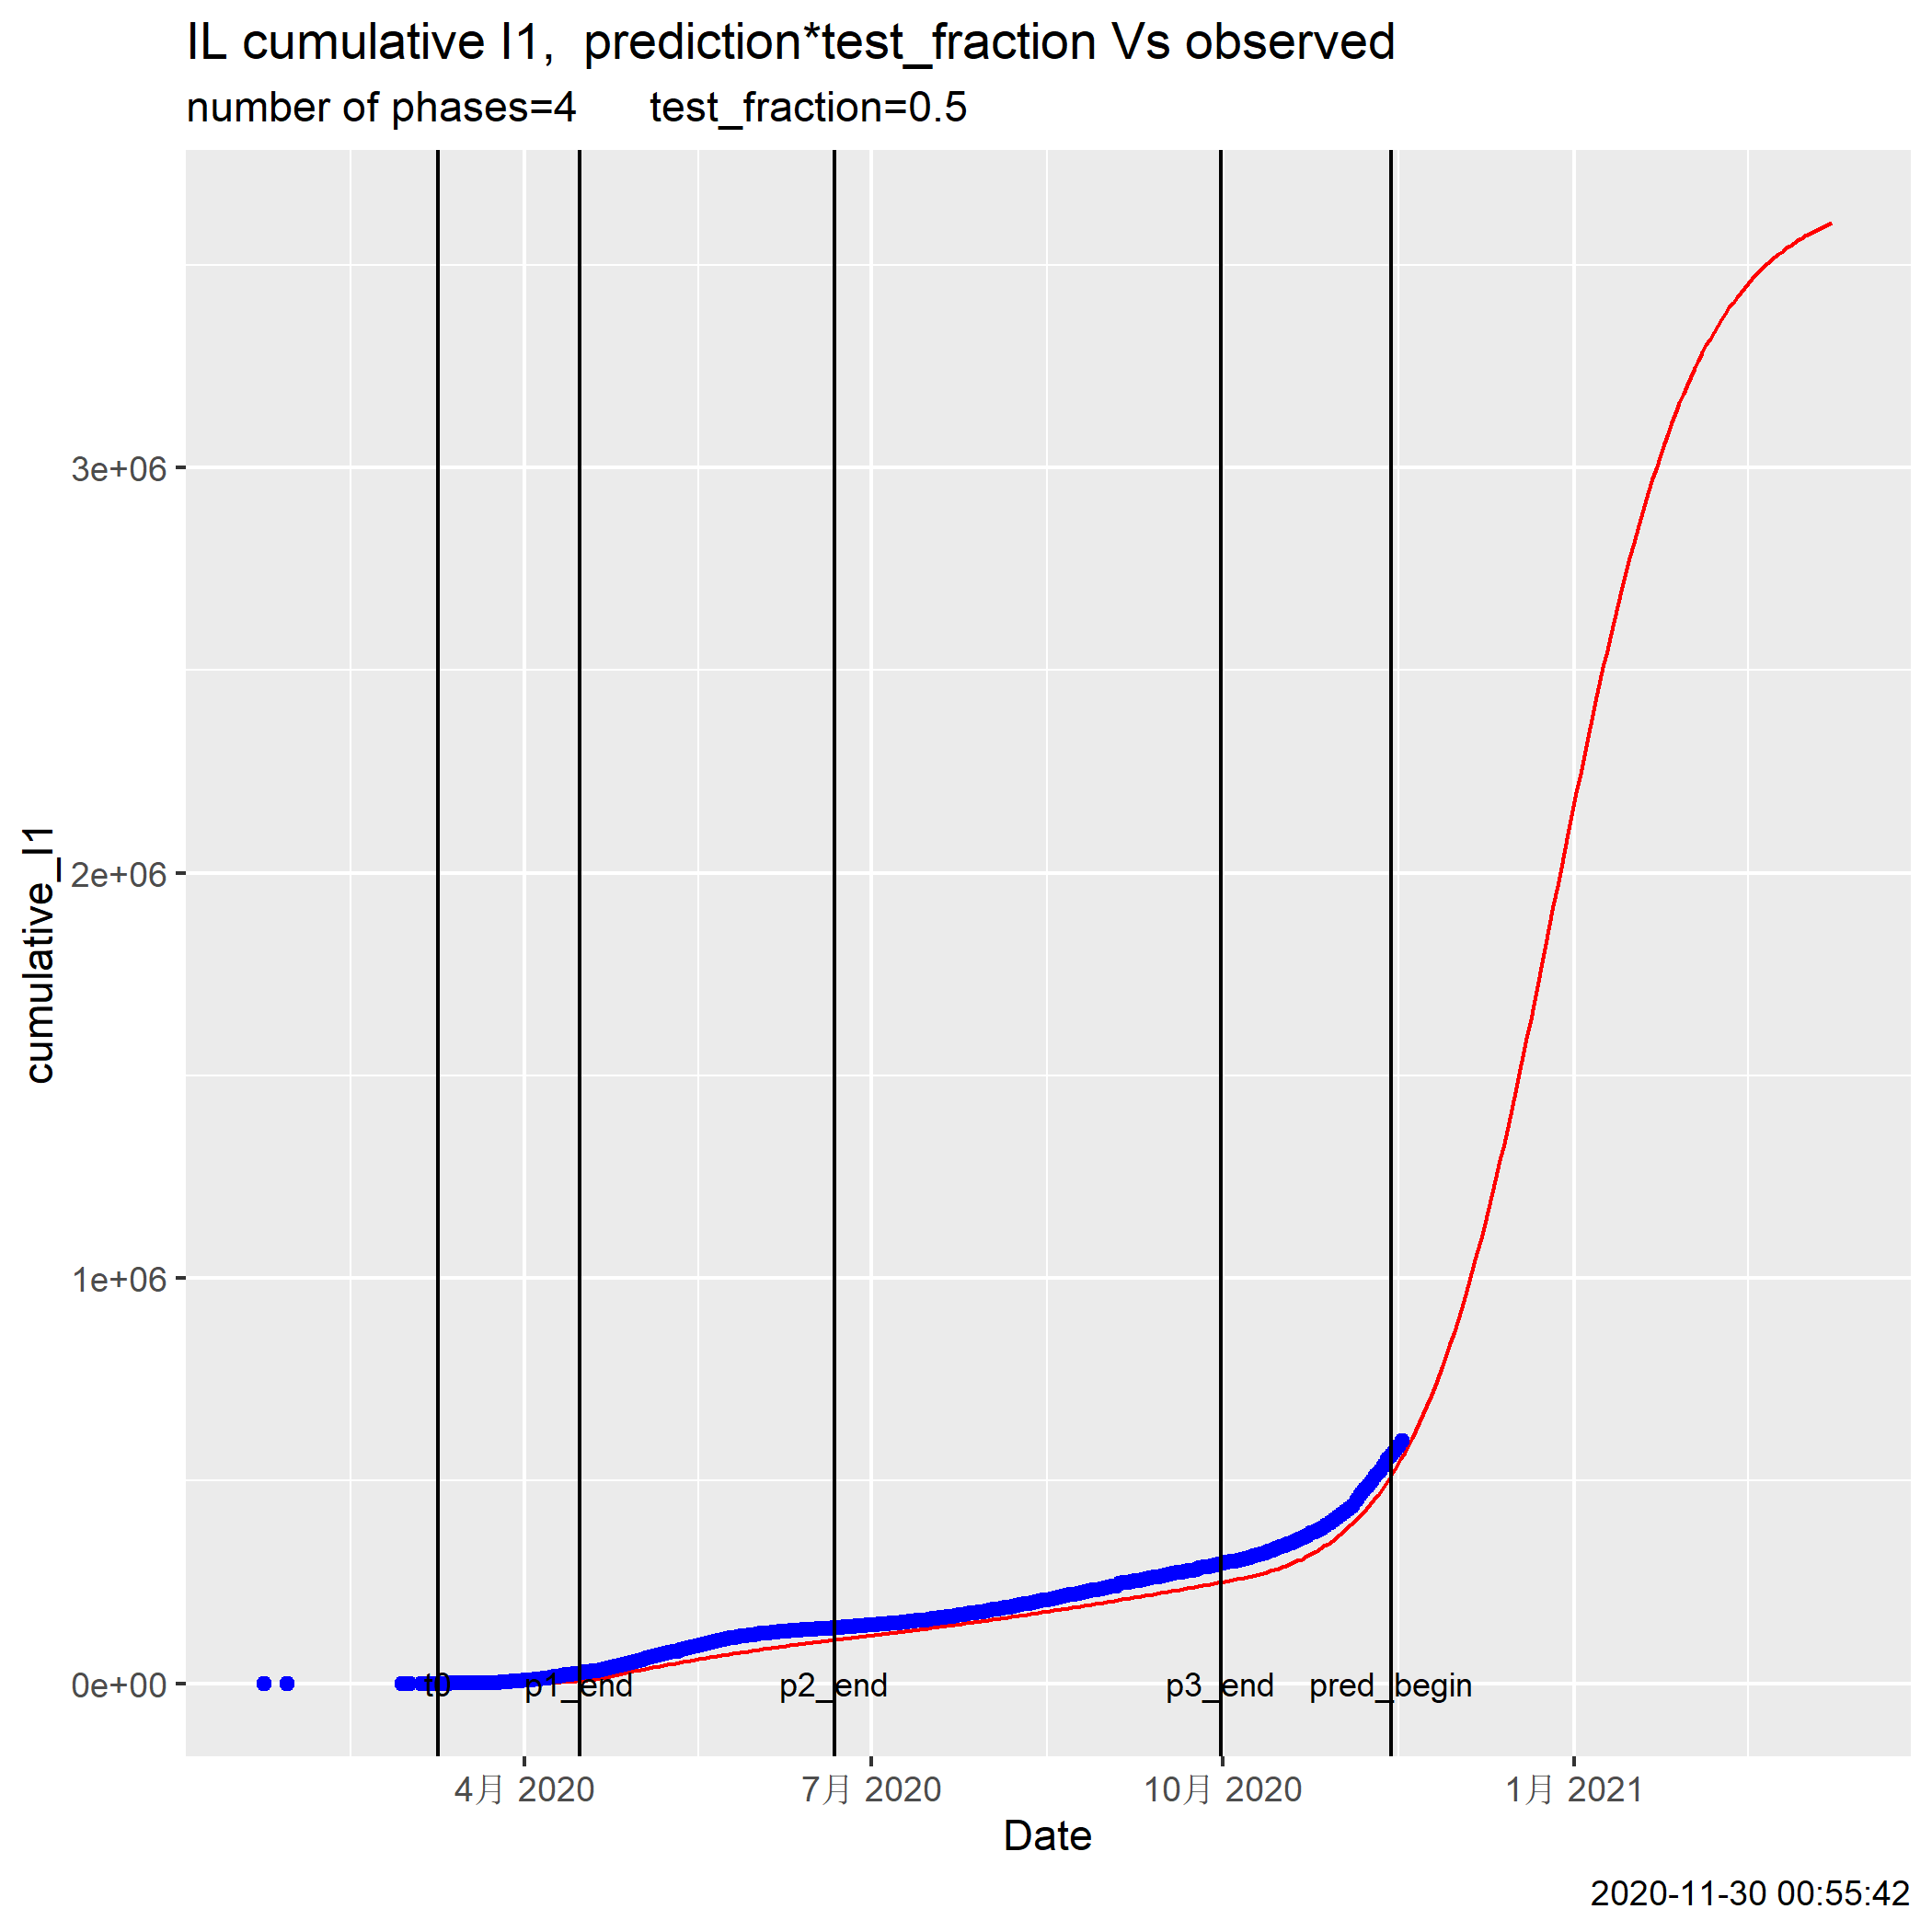 IL cumulative I1,  prediction*test_fraction Vs observed
number of phases=4      test_fraction=0.5
cumulative_I1
3e+06
2e+06
1e+06
0e+00
t0
p1_end
p2_end
p3_end
pred_begin
4月 2020
7月 2020
10月 2020
1月 2021
Date
2020-11-30 00:55:42